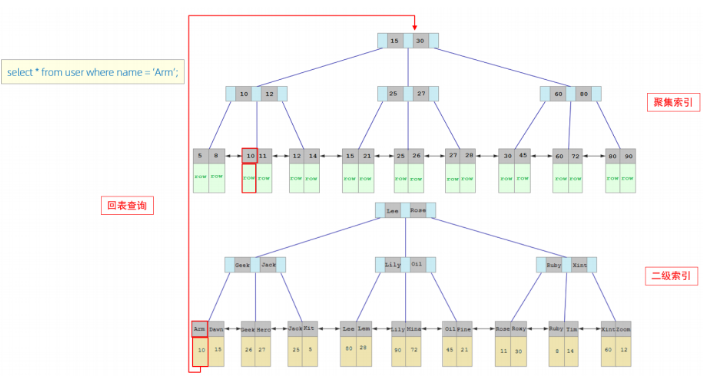 select * from user where name = 'Arm';
15 30
10 12 25 27 60 80
聚集索引
5 8 10 11 12 14 15 21 25 26 27 28 30 45 60 72 80 90
row row row row row row row row row row row row row row row row row row
回表查询
Lee Rose
Geek Jack Lily Oil Ruby Zint
二级索引
Arm Dawn Geek Hero Jack Kit Lee Lem Lily Mina Oil Pine Rose Roxy Ruby Tim Zint Zoom
10 15 26 27 25 5 80 28 90 72 45 21 11 30 8 14 60 12